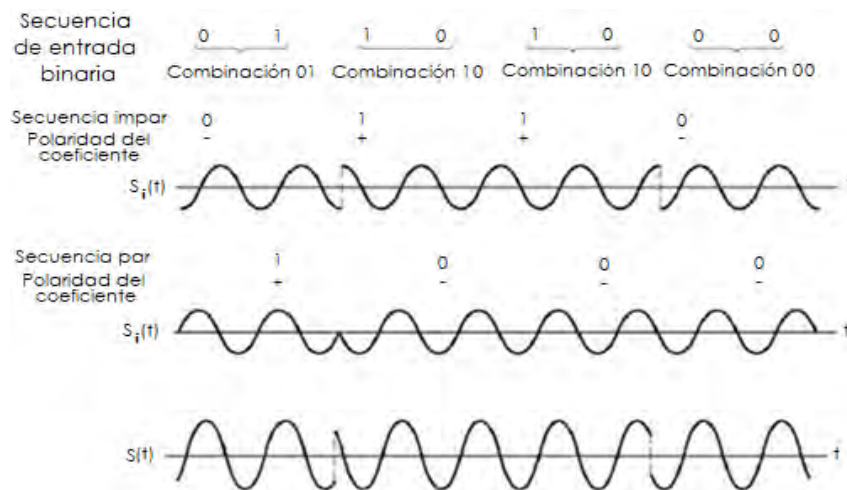 Secuencia
de entrada
binaria
0 1 1 0 1 0 0 0
Combinación 01 Combinación 10 Combinación 10 Combinación 00
Secuencia impar 0 1 1 0
Polaridad del - + + -
coeficiente
Si(t)
Secuencia par 1 0 0 0
Polaridad del + - - -
coeficiente
Si(t) t
S(t) t